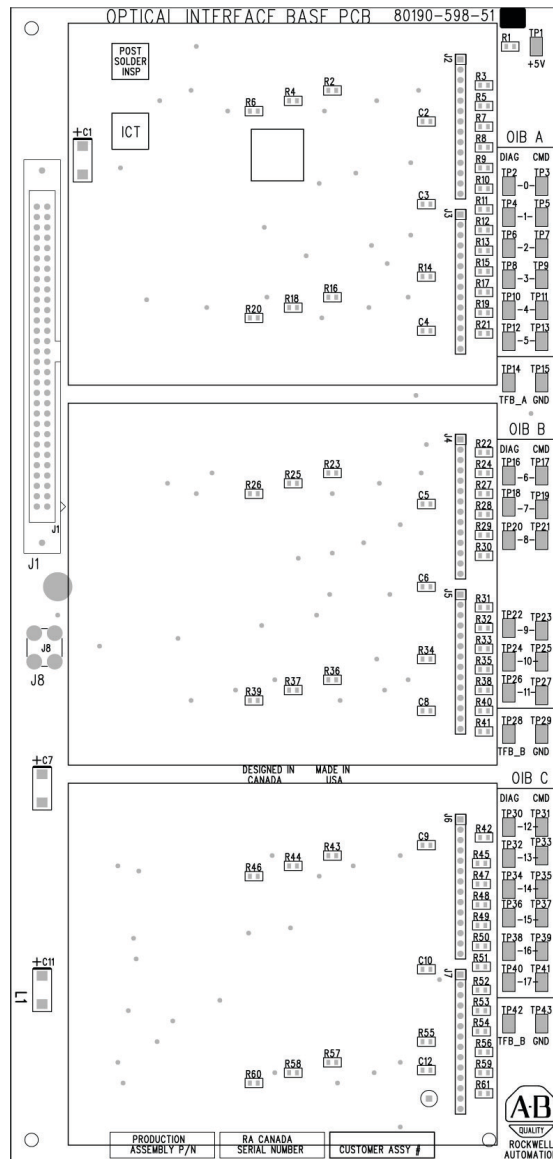 OPTICAL INTERFACE BASE PCB 80190-598-51
R1 TP1
+5V
POST
SOLDER
INSP
ICT
+C1
R2
R4
R6
J2
C2
C3
J3
R14
R16
R18
R20
C4
R3
R5
R7
R8
R9
R10
R11
R12
R13
R15
R17
R19
R21
OIB A
DIAG CMD
TP2 -0- TP3
TP4 -1- TP5
TP6 -2- TP7
TP8 -3- TP9
TP10 -4- TP11
TP12 -5- TP13
TP14 TP15
TFB_A GND
J1
J1
J8
J8
R23
R25
R26
J4
C5
C6
J5
R34
R36
R37
R39
C8
R22
R24
R27
R28
R29
R30
R31
R32
R33
R35
R38
R40
R41
OIB B
DIAG CMD
TP16 -6- TP17
TP18 -7- TP19
TP20 -8- TP21
TP22 -9- TP23
TP24 -10- TP25
TP26 -11- TP27
TP28 TP29
TFB_B GND
DESIGNED IN MADE IN
CANADA USA
+C7
+C11
L1
R43
R44
R46
J6
C9
C10
J7
R55
R57
R58
R60
C12
R42
R45
R47
R48
R49
R50
R51
R52
R53
R54
R56
R59
R61
OIB C
DIAG CMD
TP30 -12- TP31
TP32 -13- TP33
TP34 -14- TP35
TP36 -15- TP37
TP38 -16- TP39
TP40 -17- TP41
TP42 TP43
TFB_B GND
A-B
QUALITY
ROCKWELL
AUTOMATION
PRODUCTION
ASSEMBLY P/N
RA CANADA
SERIAL NUMBER
CUSTOMER ASSY #